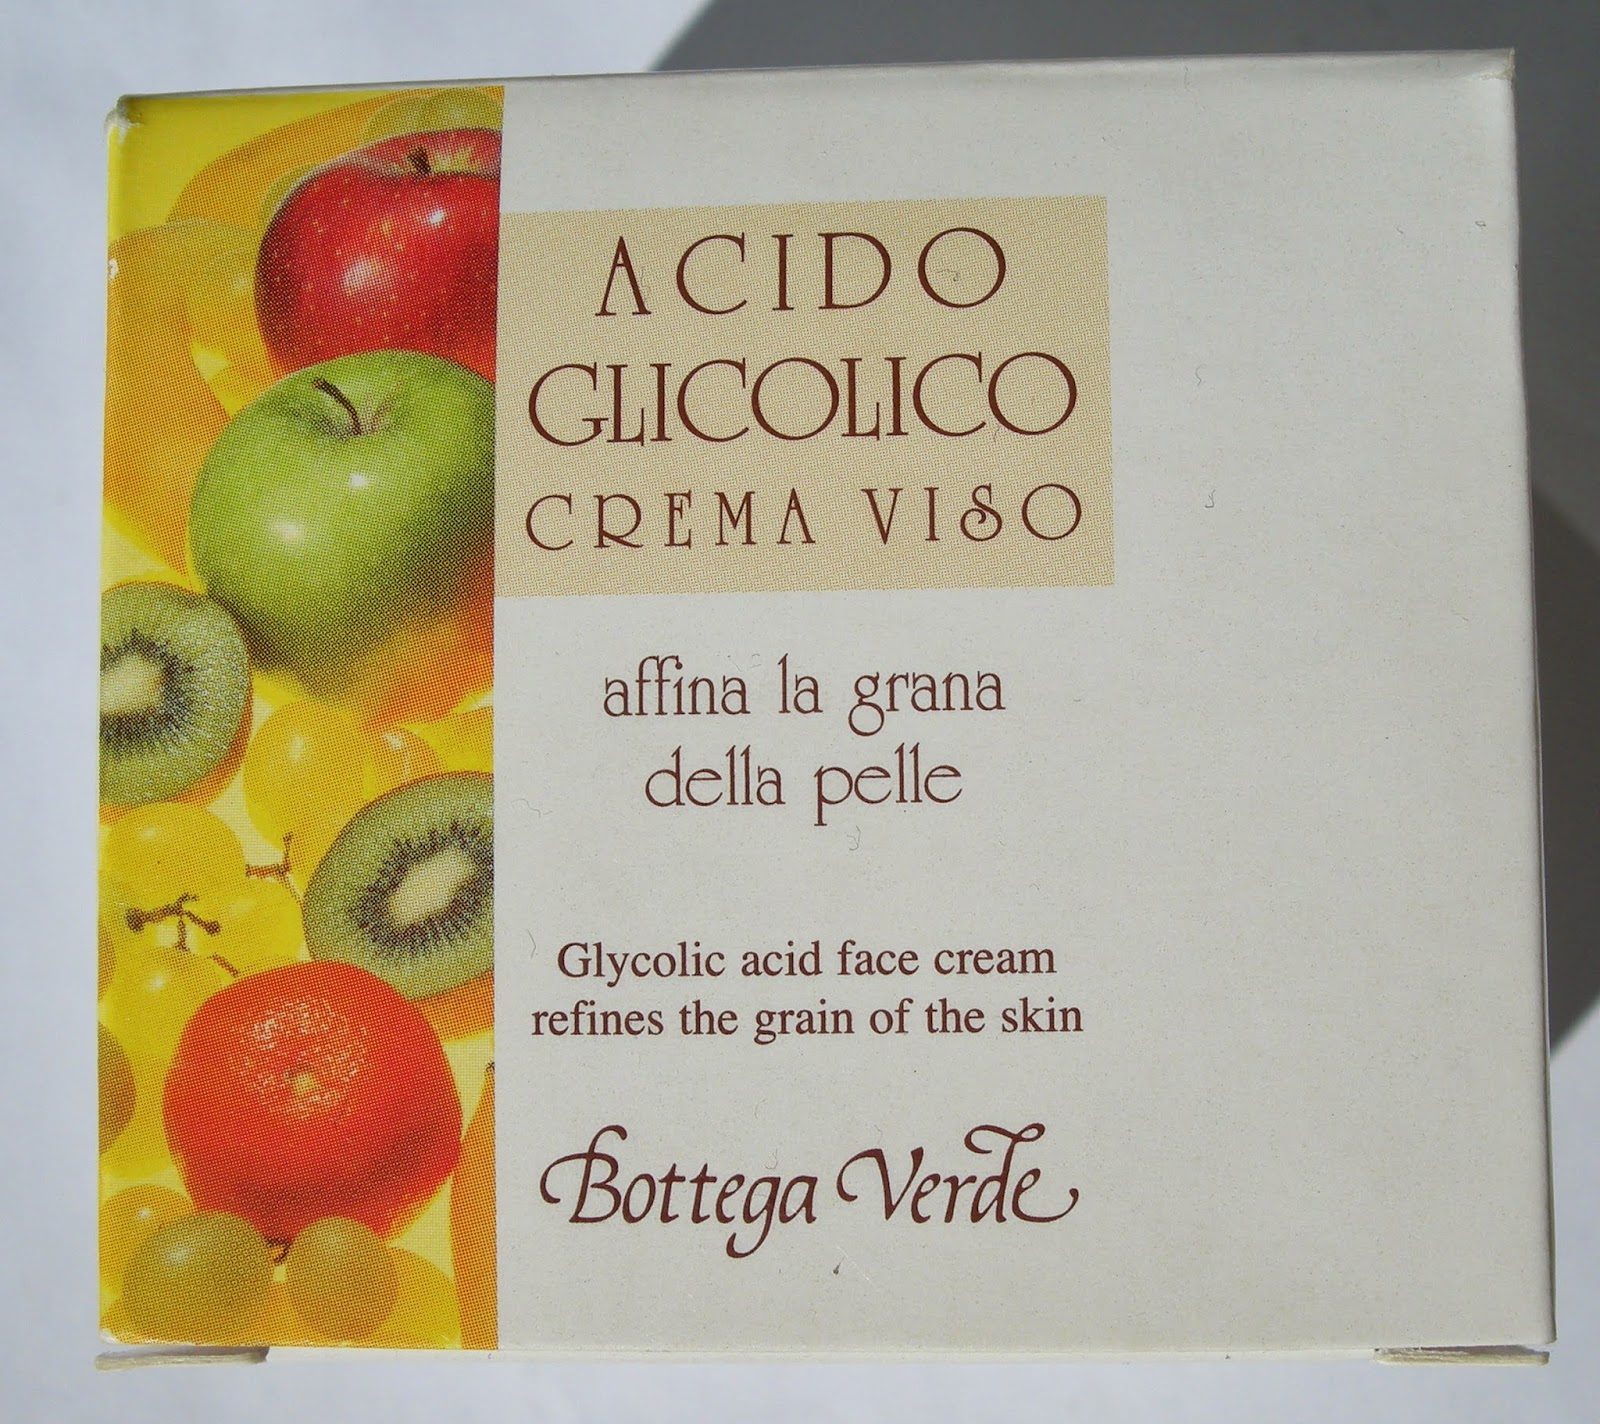 ACIDO
GLICOLICO
CREMA VISO
affina la grana
della pelle
Glycolic acid face cream
refines the grain of the skin
Bottega Verde